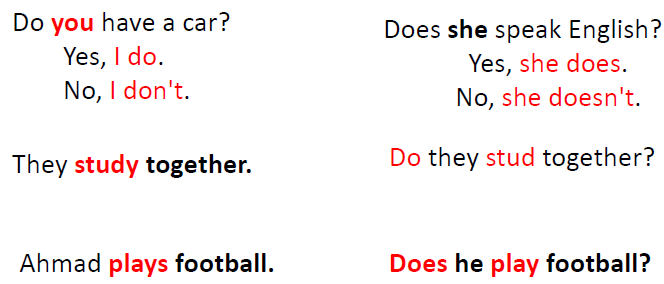 Do you have a car?
Yes, I do.
No, I don't.
Does she speak English?
Yes, she does.
No, she doesn't.
They study together.
Do they stud together?
Ahmad plays football.
Does he play football?